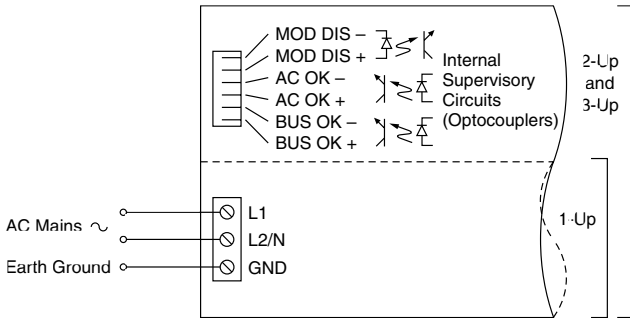 MOD DIS –
MOD DIS +
AC OK –
AC OK +
BUS OK –
BUS OK +
Internal
Supervisory
Circuits
(Optocouplers)
2-Up
and
3-Up
1-Up
AC Mains ~
Earth Ground
L1
L2/N
GND